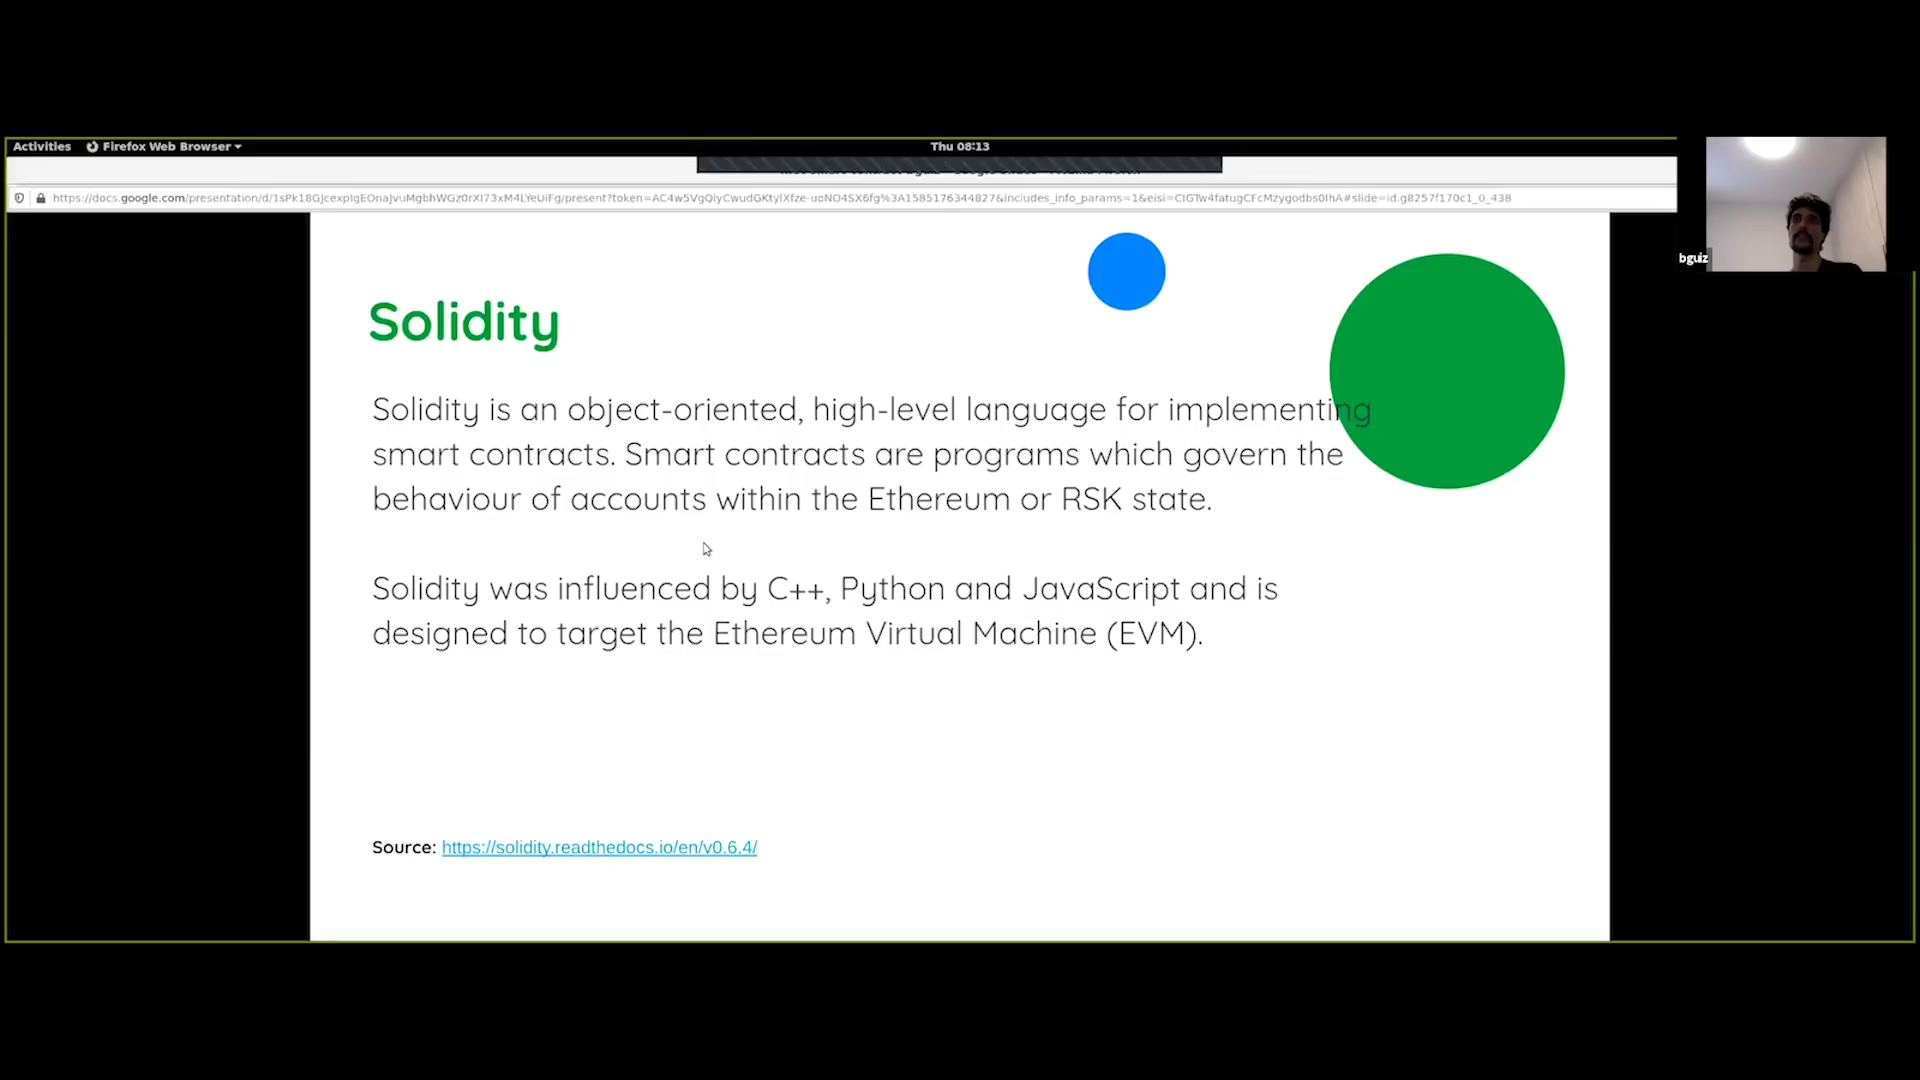 Activities Firefox Web Browser Thu 08:13
bguiz
Solidity
Solidity is an object-oriented, high-level language for implementing
smart contracts. Smart contracts are programs which govern the
behaviour of accounts within the Ethereum or RSK state.
Solidity was influenced by C++, Python and JavaScript and is
designed to target the Ethereum Virtual Machine (EVM).
Source: https://solidity.readthedocs.io/en/v0.6.4/